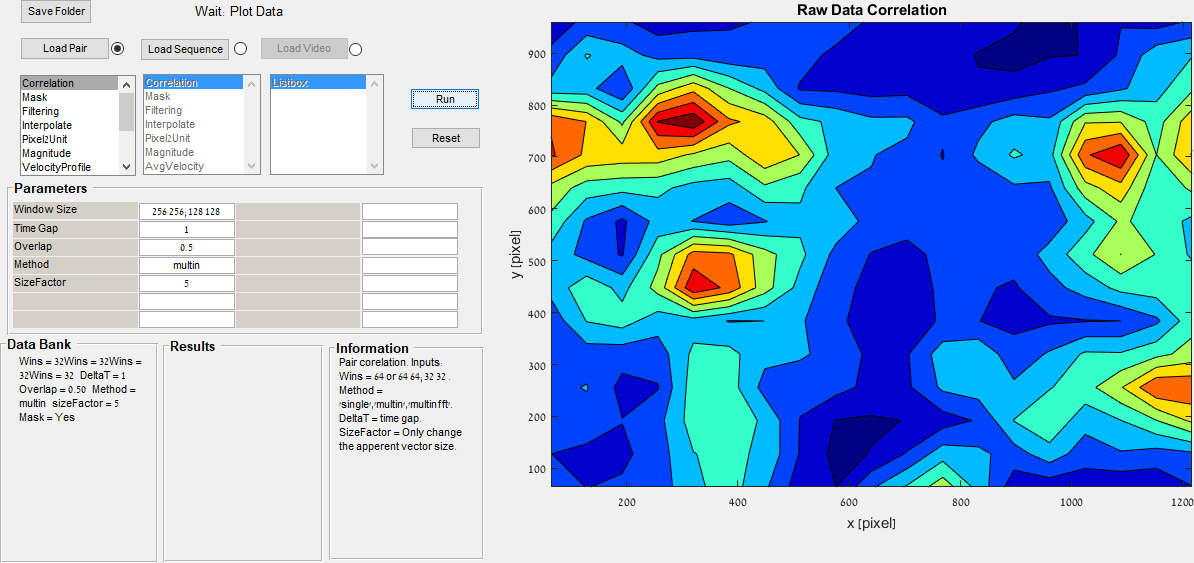 Save Folder
Wait: Plot Data
Load Pair
Load Sequence
Load Video
Correlation
Mask
Filtering
Interpolate
Pixel2Unit
Magnitude
VelocityProfile
Correlation
Mask
Filtering
Interpolate
Pixel2Unit
Magnitude
AvgVelocity
Listbox
Run
Reset
Parameters
Window Size 256 256; 128 128
Time Gap 1
Overlap 0.5
Method multin
SizeFactor 5
Data Bank
Wins = 32Wins = 32Wins =
32Wins = 32 DeltaT = 1
Overlap = 0.50 Method =
multin sizeFactor = 5
Mask = Yes
Results
Information
Pair corelation. Inputs:
Wins = 64 or 64 64; 32 32 .
Method =
'single','multin','multinfft'.
DeltaT = time gap.
SizeFactor = Only change
the apperent vector size.
Raw Data Correlation
y [pixel]
900
800
700
600
500
400
300
200
100
200 400 600 800 1000 1200
x [pixel]